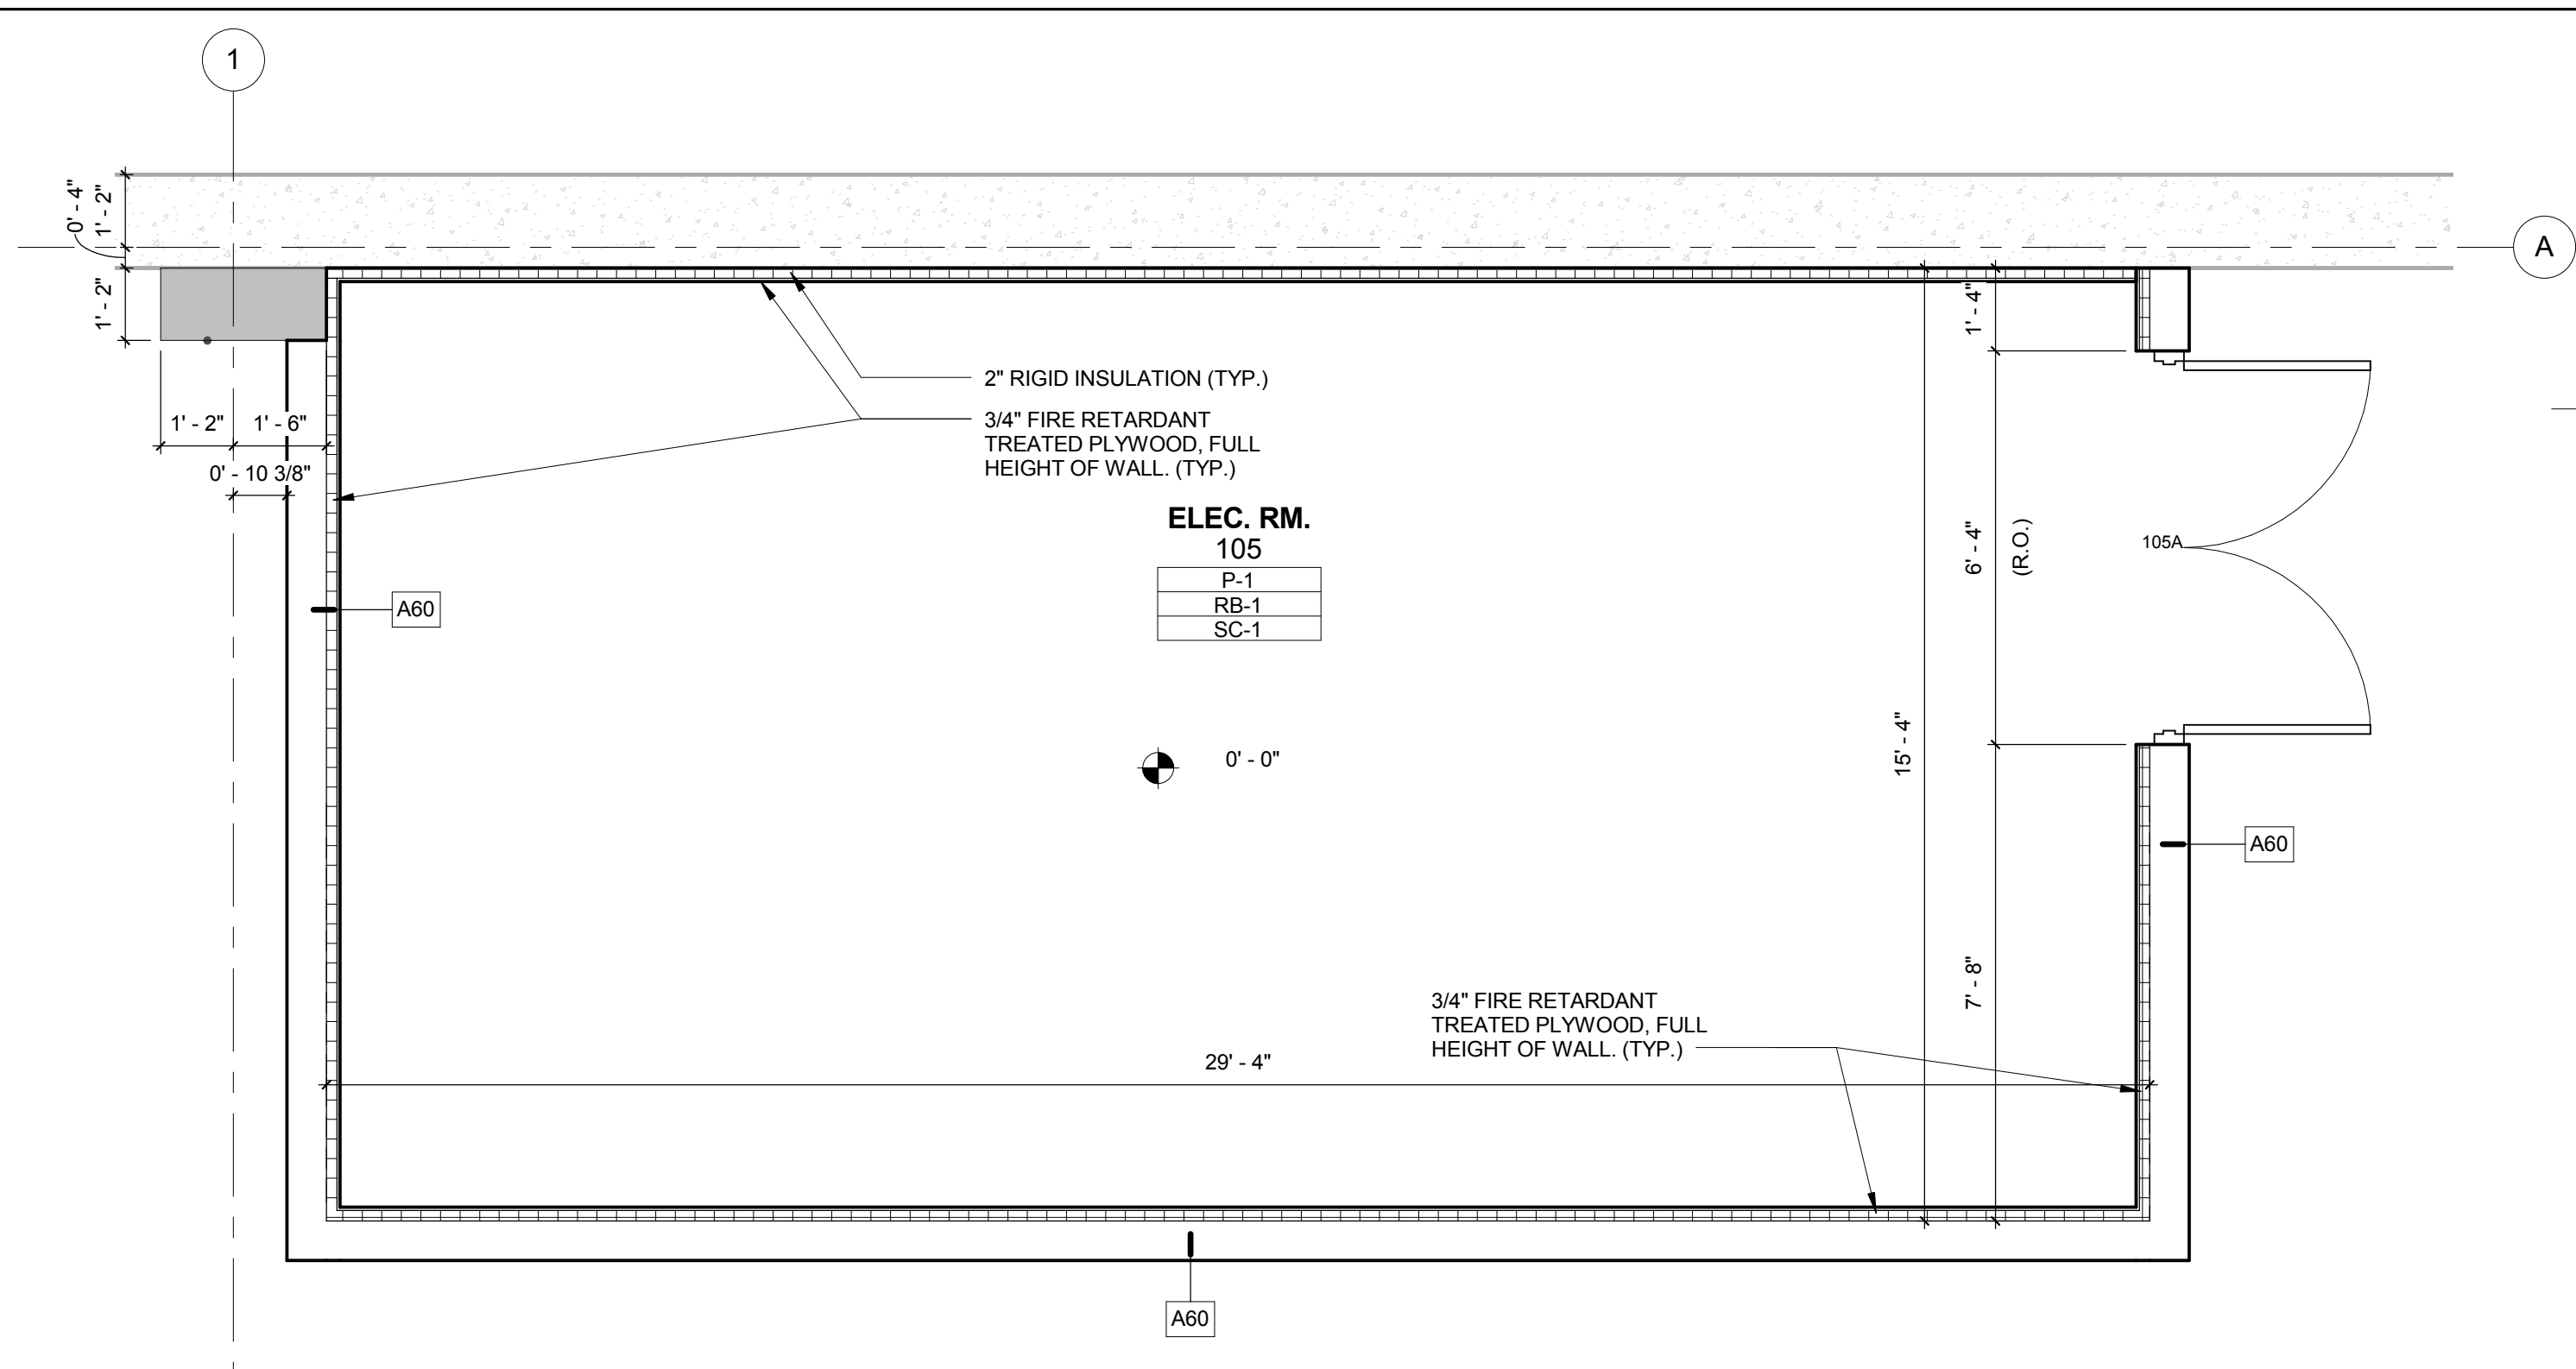 1
0' - 4"
1' - 2"
A
1' - 2"
1' - 4"
2" RIGID INSULATION (TYP.)
3/4" FIRE RETARDANT
TREATED PLYWOOD, FULL
HEIGHT OF WALL. (TYP.)
1' - 2"
1' - 6"
0' - 10 3/8"
ELEC. RM.
105
P-1
RB-1
SC-1
A60
6' - 4"
(R.O.)
105A
15' - 4"
0' - 0"
A60
7' - 8"
3/4" FIRE RETARDANT
TREATED PLYWOOD, FULL
HEIGHT OF WALL. (TYP.)
29' - 4"
A60